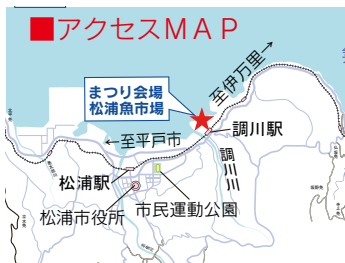 ■アクセスMAP
至伊万里→
まつり会場
松浦魚市場
←至平戸市
調川駅
調川川
松浦駅
松浦市役所
市民運動公園